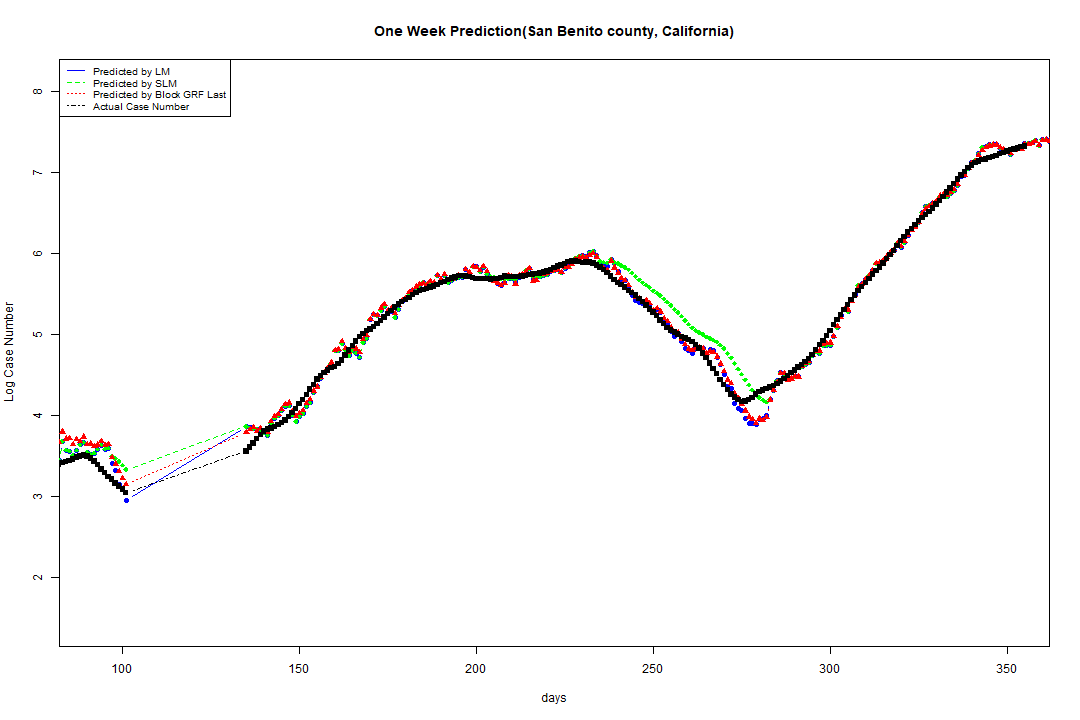 One Week Prediction(San Benito county, California)
Predicted by LM
Predicted by SLM
Predicted by Block GRF Last
Actual Case Number
Log Case Number
8
7
6
5
4
3
2
100 150 200 250 300 350
days